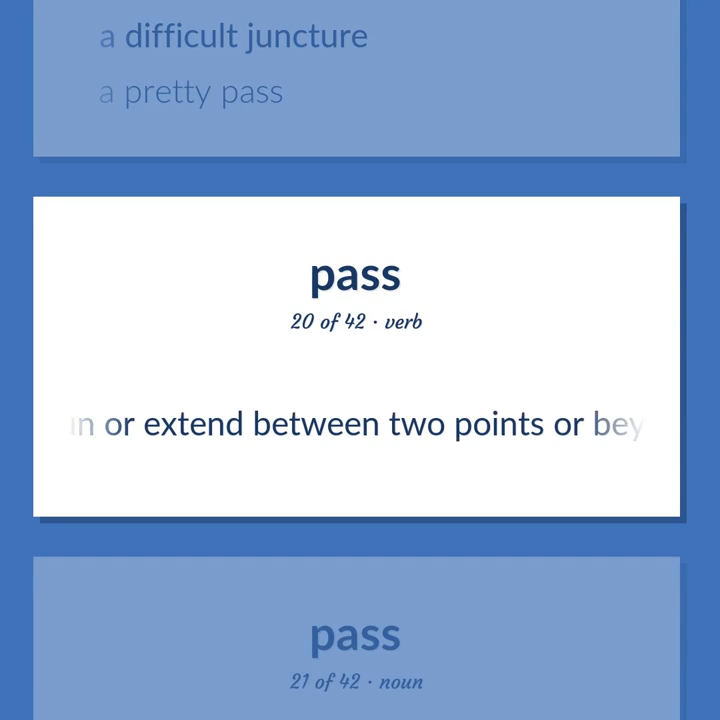 a difficult juncture
a pretty pass
pass
20 of 42 · verb
or extend between two points or
pass
21 of 42 · noun